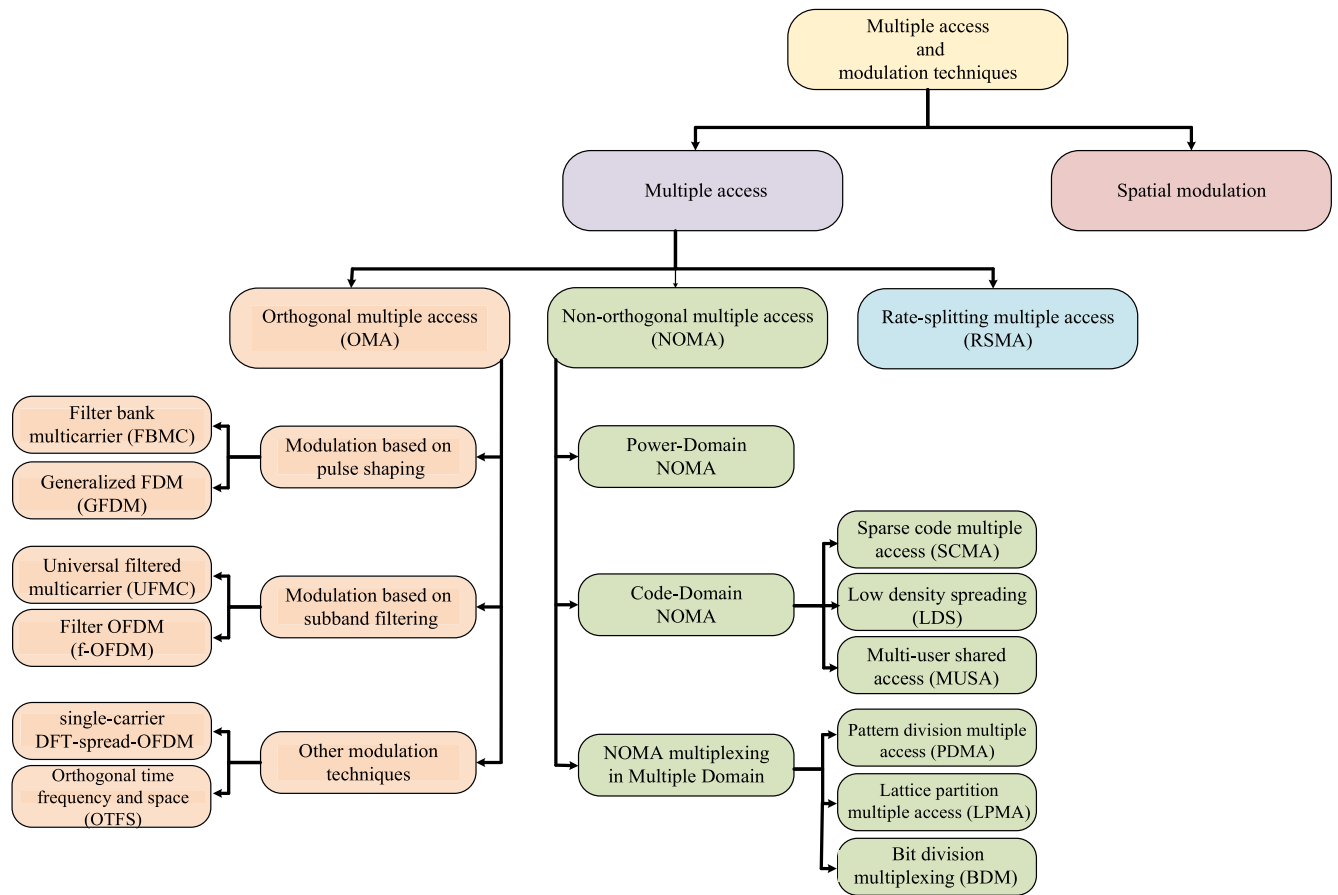 Multiple access
and
modulation techniques
Multiple access
Spatial modulation
Orthogonal multiple access
(OMA)
Non-orthogonal multiple access
(NOMA)
Rate-splitting multiple access
(RSMA)
Filter bank
multicarrier (FBMC)
Generalized FDM
(GFDM)
Modulation based on
pulse shaping
Universal filtered
multicarrier (UFMC)
Filter OFDM
(f-OFDM)
Modulation based on
subband filtering
single-carrier
DFT-spread-OFDM
Orthogonal time
frequency and space
(OTFS)
Other modulation
techniques
Power-Domain
NOMA
Code-Domain
NOMA
Sparse code multiple
access (SCMA)
Low density spreading
(LDS)
Multi-user shared
access (MUSA)
NOMA multiplexing
in Multiple Domain
Pattern division multiple
access (PDMA)
Lattice partition
multiple access (LPMA)
Bit division
multiplexing (BDM)